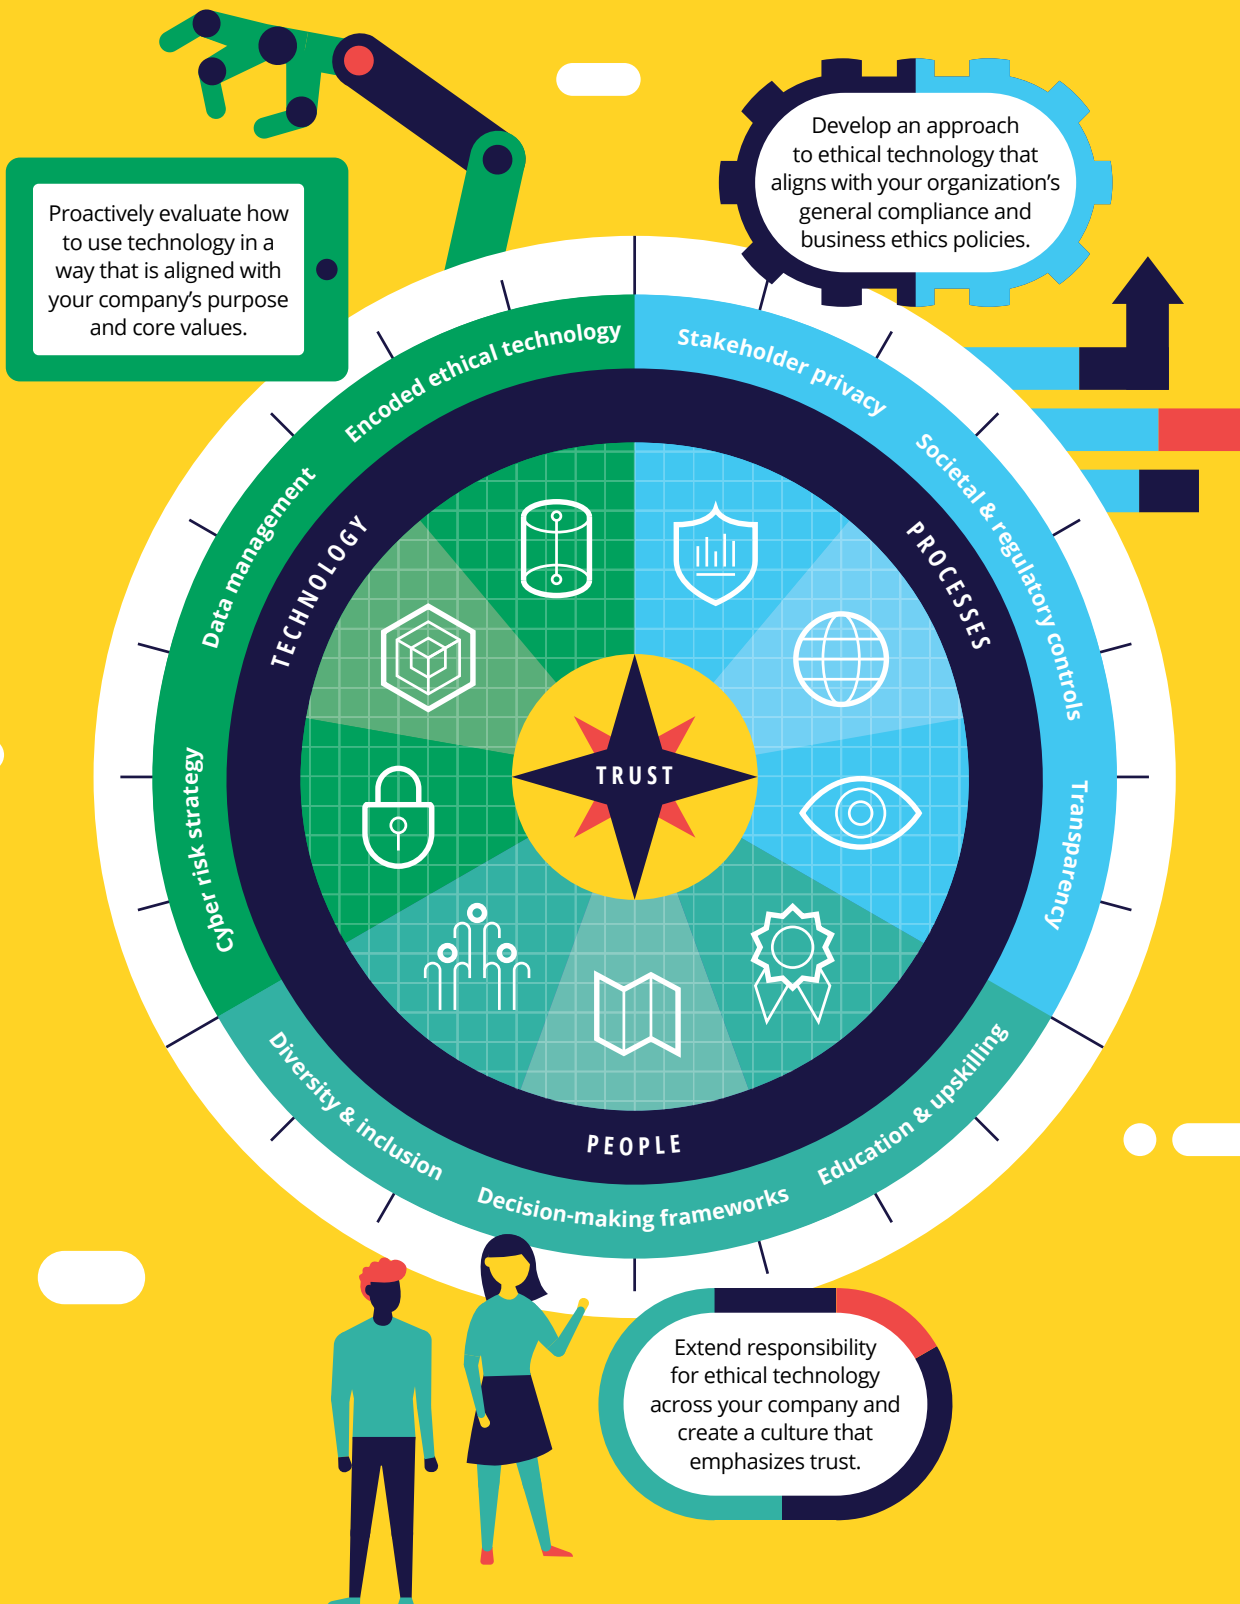 Develop an approach
to ethical technology that
aligns with your organization's
general compliance and
business ethics policies.
Proactively evaluate how
to use technology in a
way that is aligned with
your company's purpose
and core values.
Encoded ethical technology
Stakeholder privacy
Data management
Societal & regulatory controls
TECHNOLOGY
PROCESSES
TRUST
Cyber risk strategy
Transparency
PEOPLE
Diversity & inclusion
Decision-making frameworks
Education & upskilling
Extend responsibility
for ethical technology
across your company and
create a culture that
emphasizes trust.